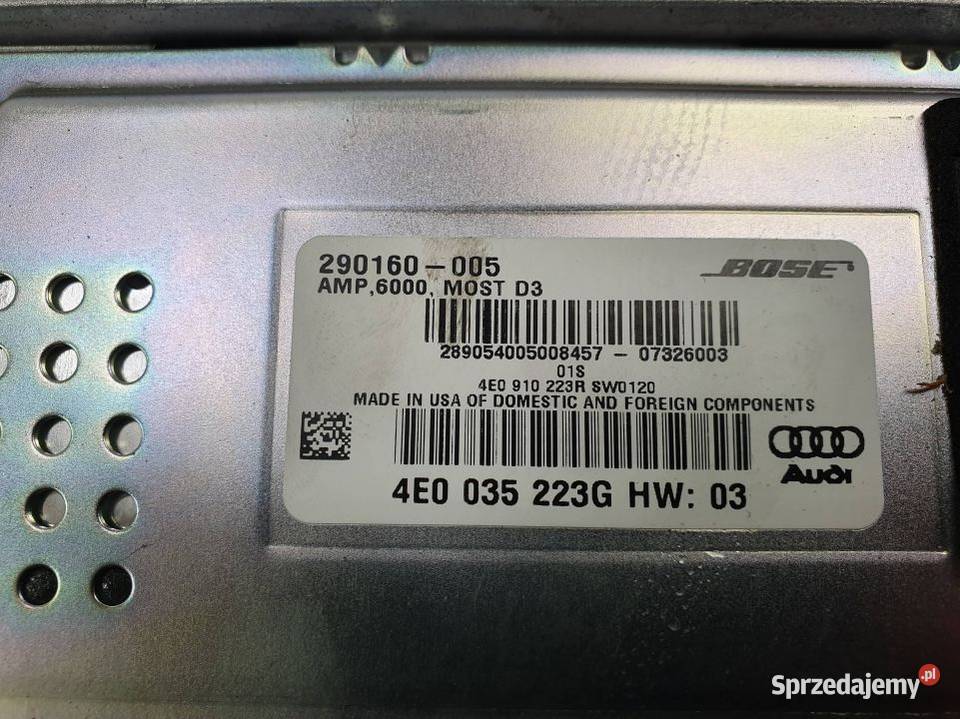 290160-005
BOSE
AMP,6000, MOST D3
289054005008457 - 07326003
01S
4E0 910 223R SW0120
MADE IN USA OF DOMESTIC AND FOREIGN COMPONENTS
Audi
4E0 035 223G HW: 03
Sprzedajemy.pl